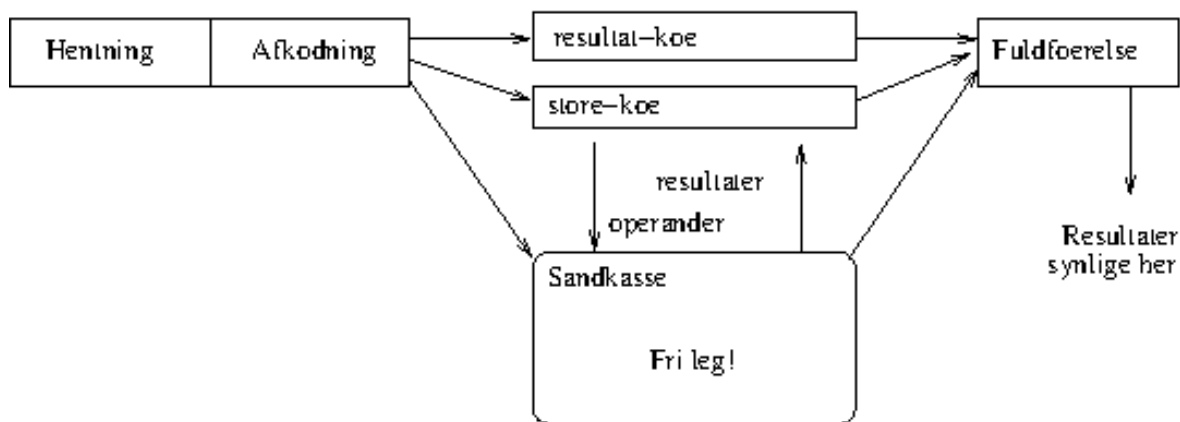 Hentning
Afkodning
resultat-koe
Fuldfoerelse
store-koe
resultater
operander
Resultater
synlige her
Sandkasse
Fri leg!